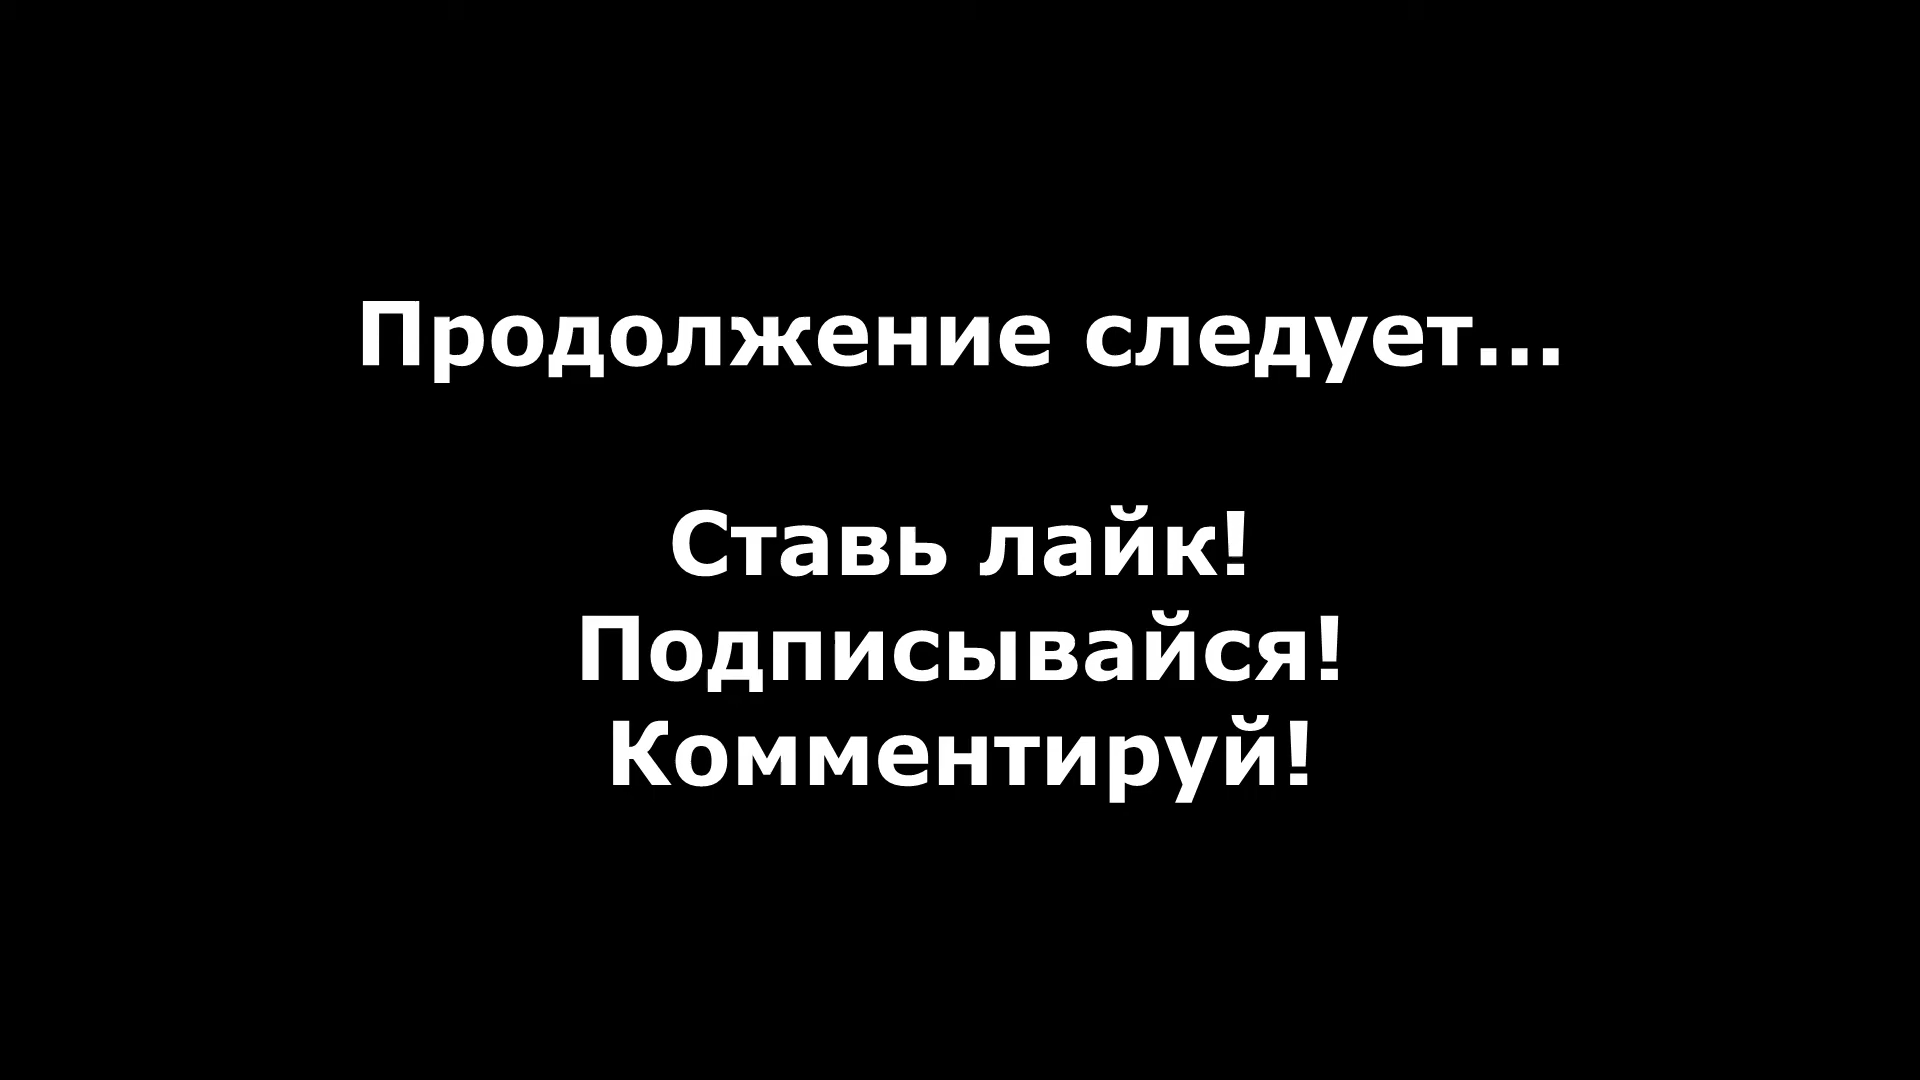 Продолжение следует...
Ставь лайк!
Подписывайся!
Комментируй!